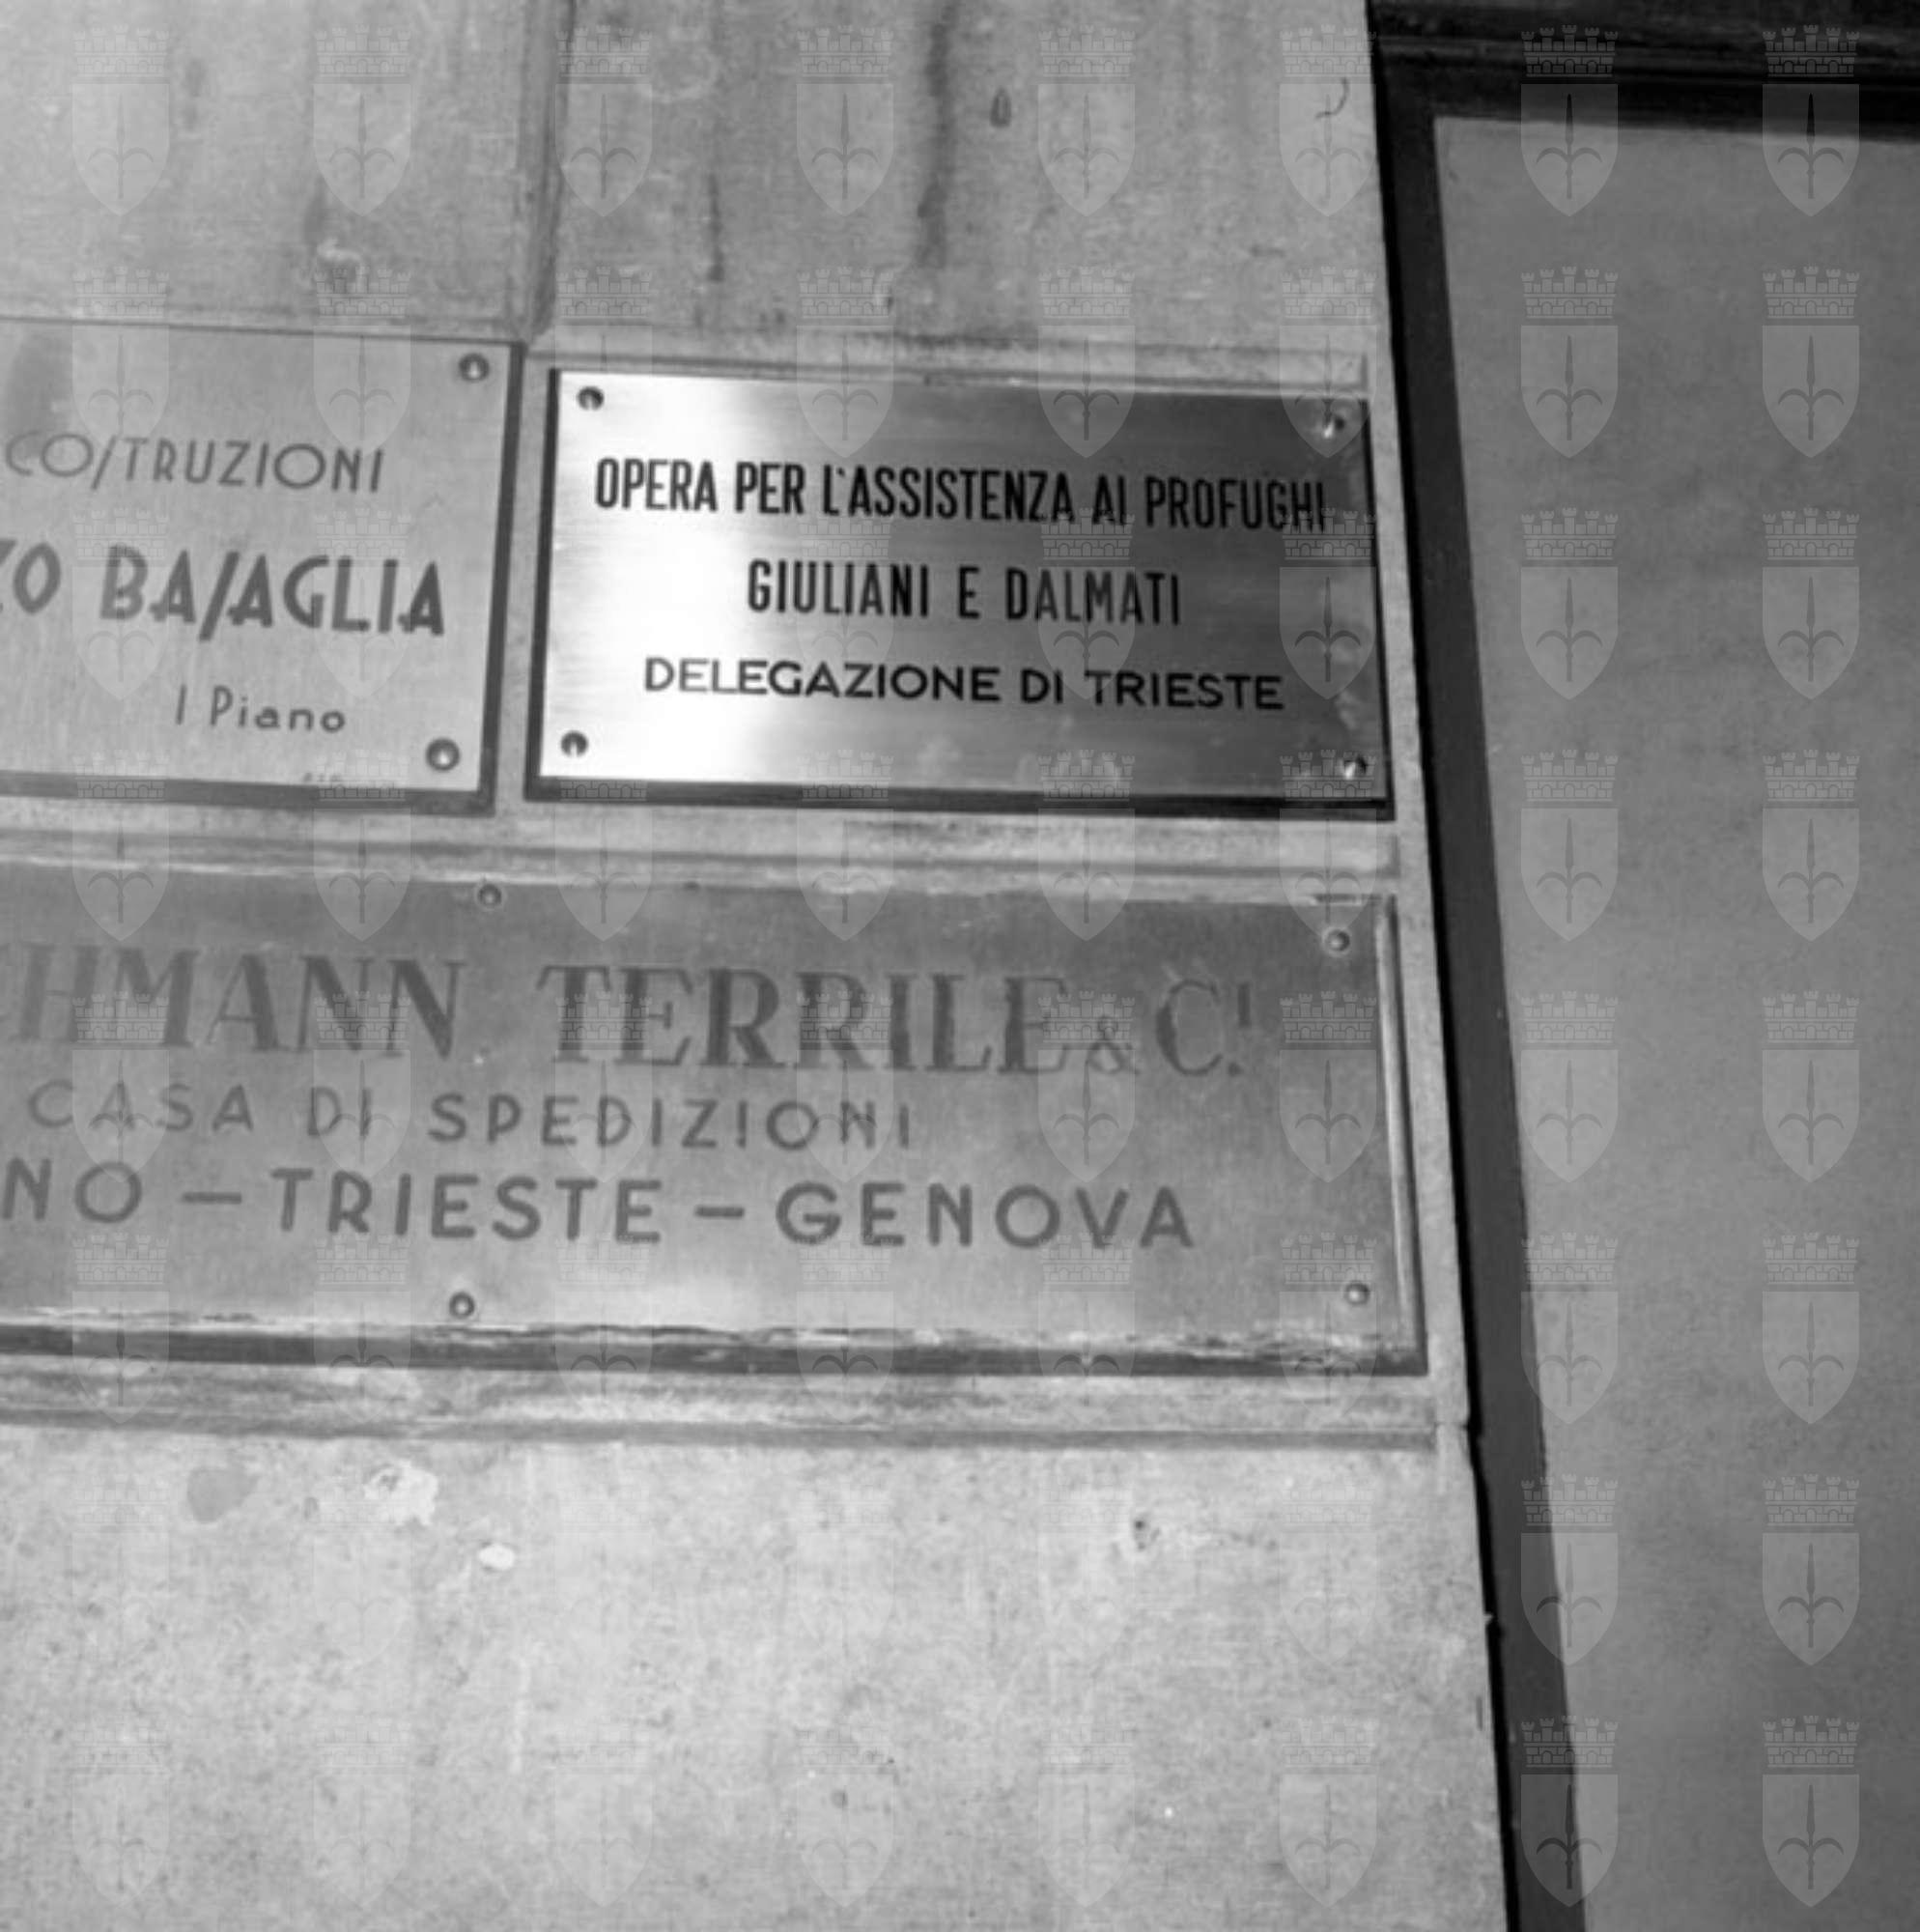 CO/TRUZIONI
BA/AGLIA
I Piano
OPERA PER L'ASSISTENZA AI PROFUGHI
GIULIANI E DALMATI
DELEGAZIONE DI TRIESTE
HMANN TERRILE & C.I
CASA DI SPEDIZIONI
NO - TRIESTE - GENOVA